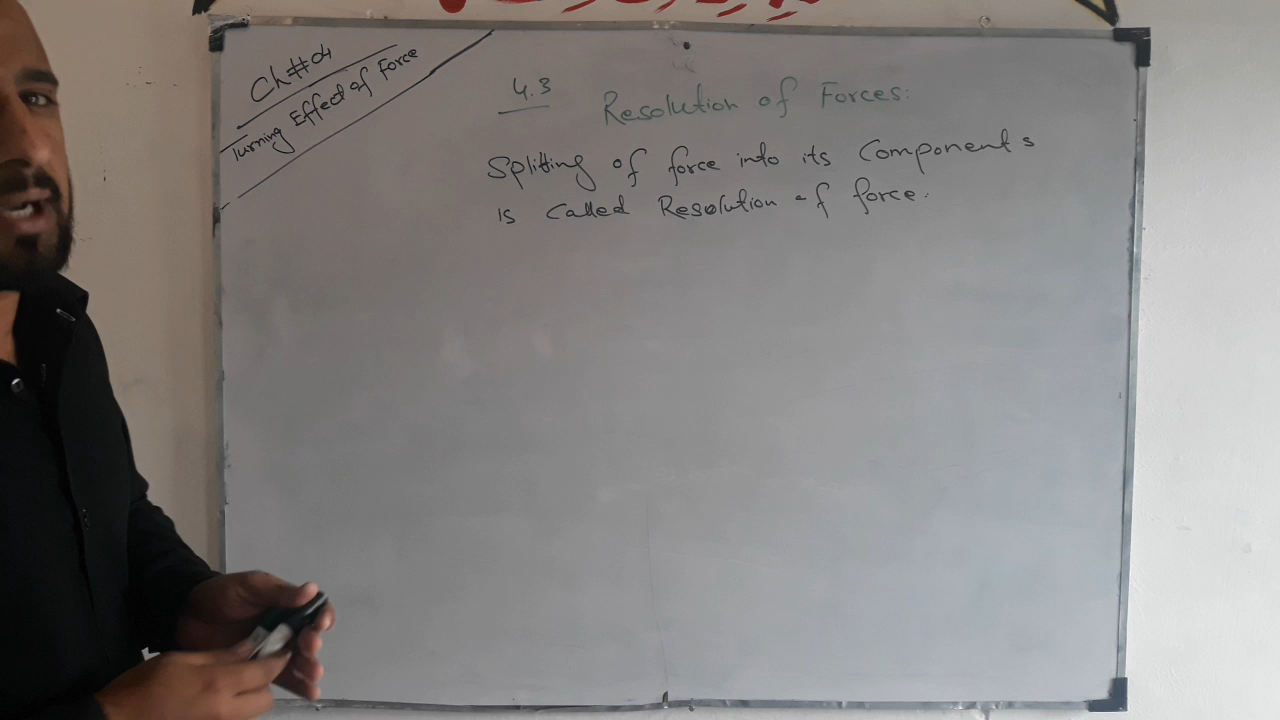 Ch#04
Turning Effect of Force
4.3 Resolution of Forces:
Splitting of force into its Components
is Called Resolution of force.